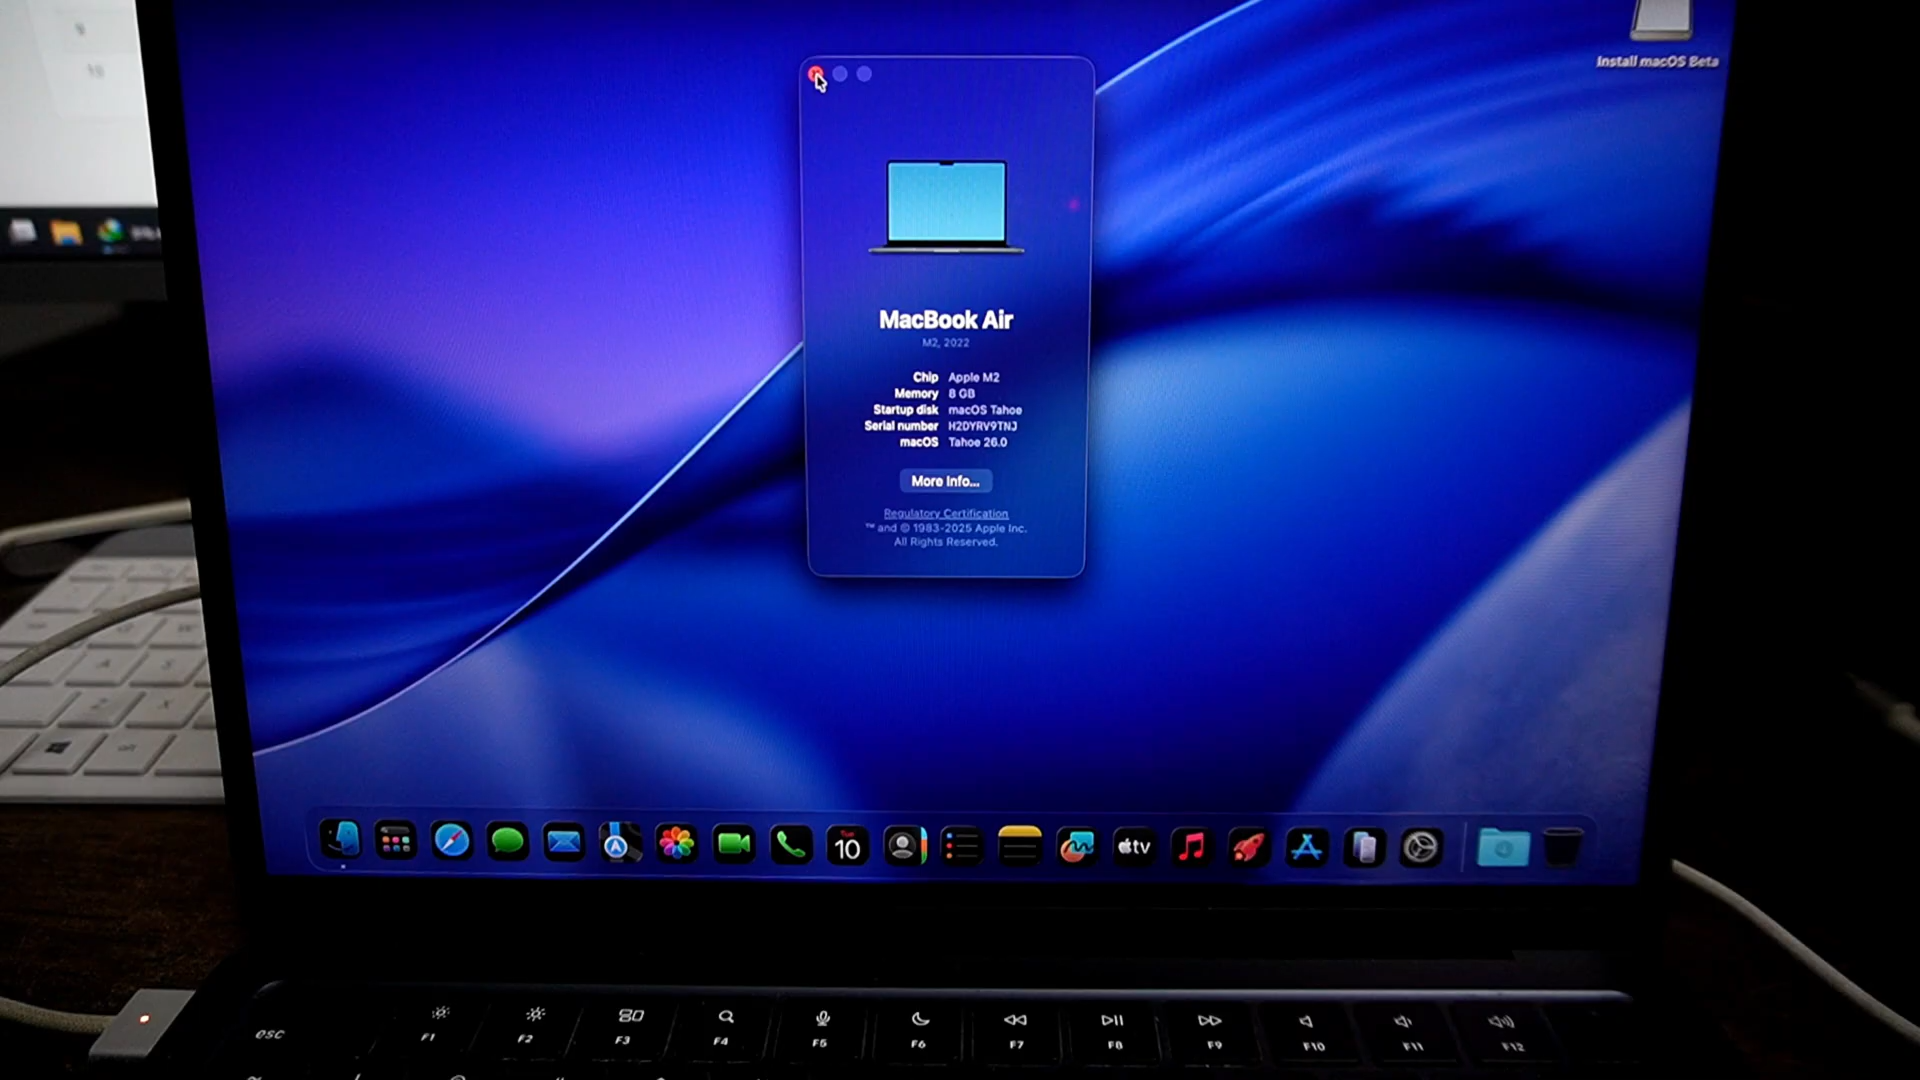 Install macOS Beta
MacBook Air
M2, 2022
Chip Apple M2
Memory 8 GB
Startup disk macOS Tahoe
Serial number H2DYRV9TNJ
macOS Tahoe 26.0
More Info...
Regulatory Certification
™ and © 1983-2025 Apple Inc.
All Rights Reserved.
Tue
10
tv
esc
F1
F2
F3
F4
F5
F6
F7
F8
F9
F10
F11
F12
A
S
Z
X